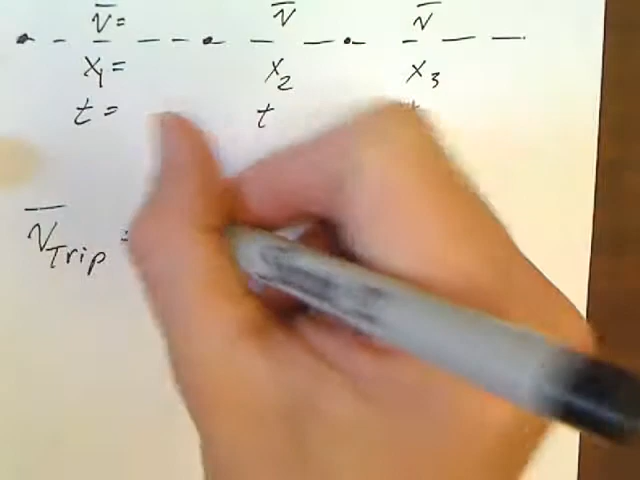 v̄= v̄ v̄
x₁= x₂ x₃
t= t t
v̄Trip =